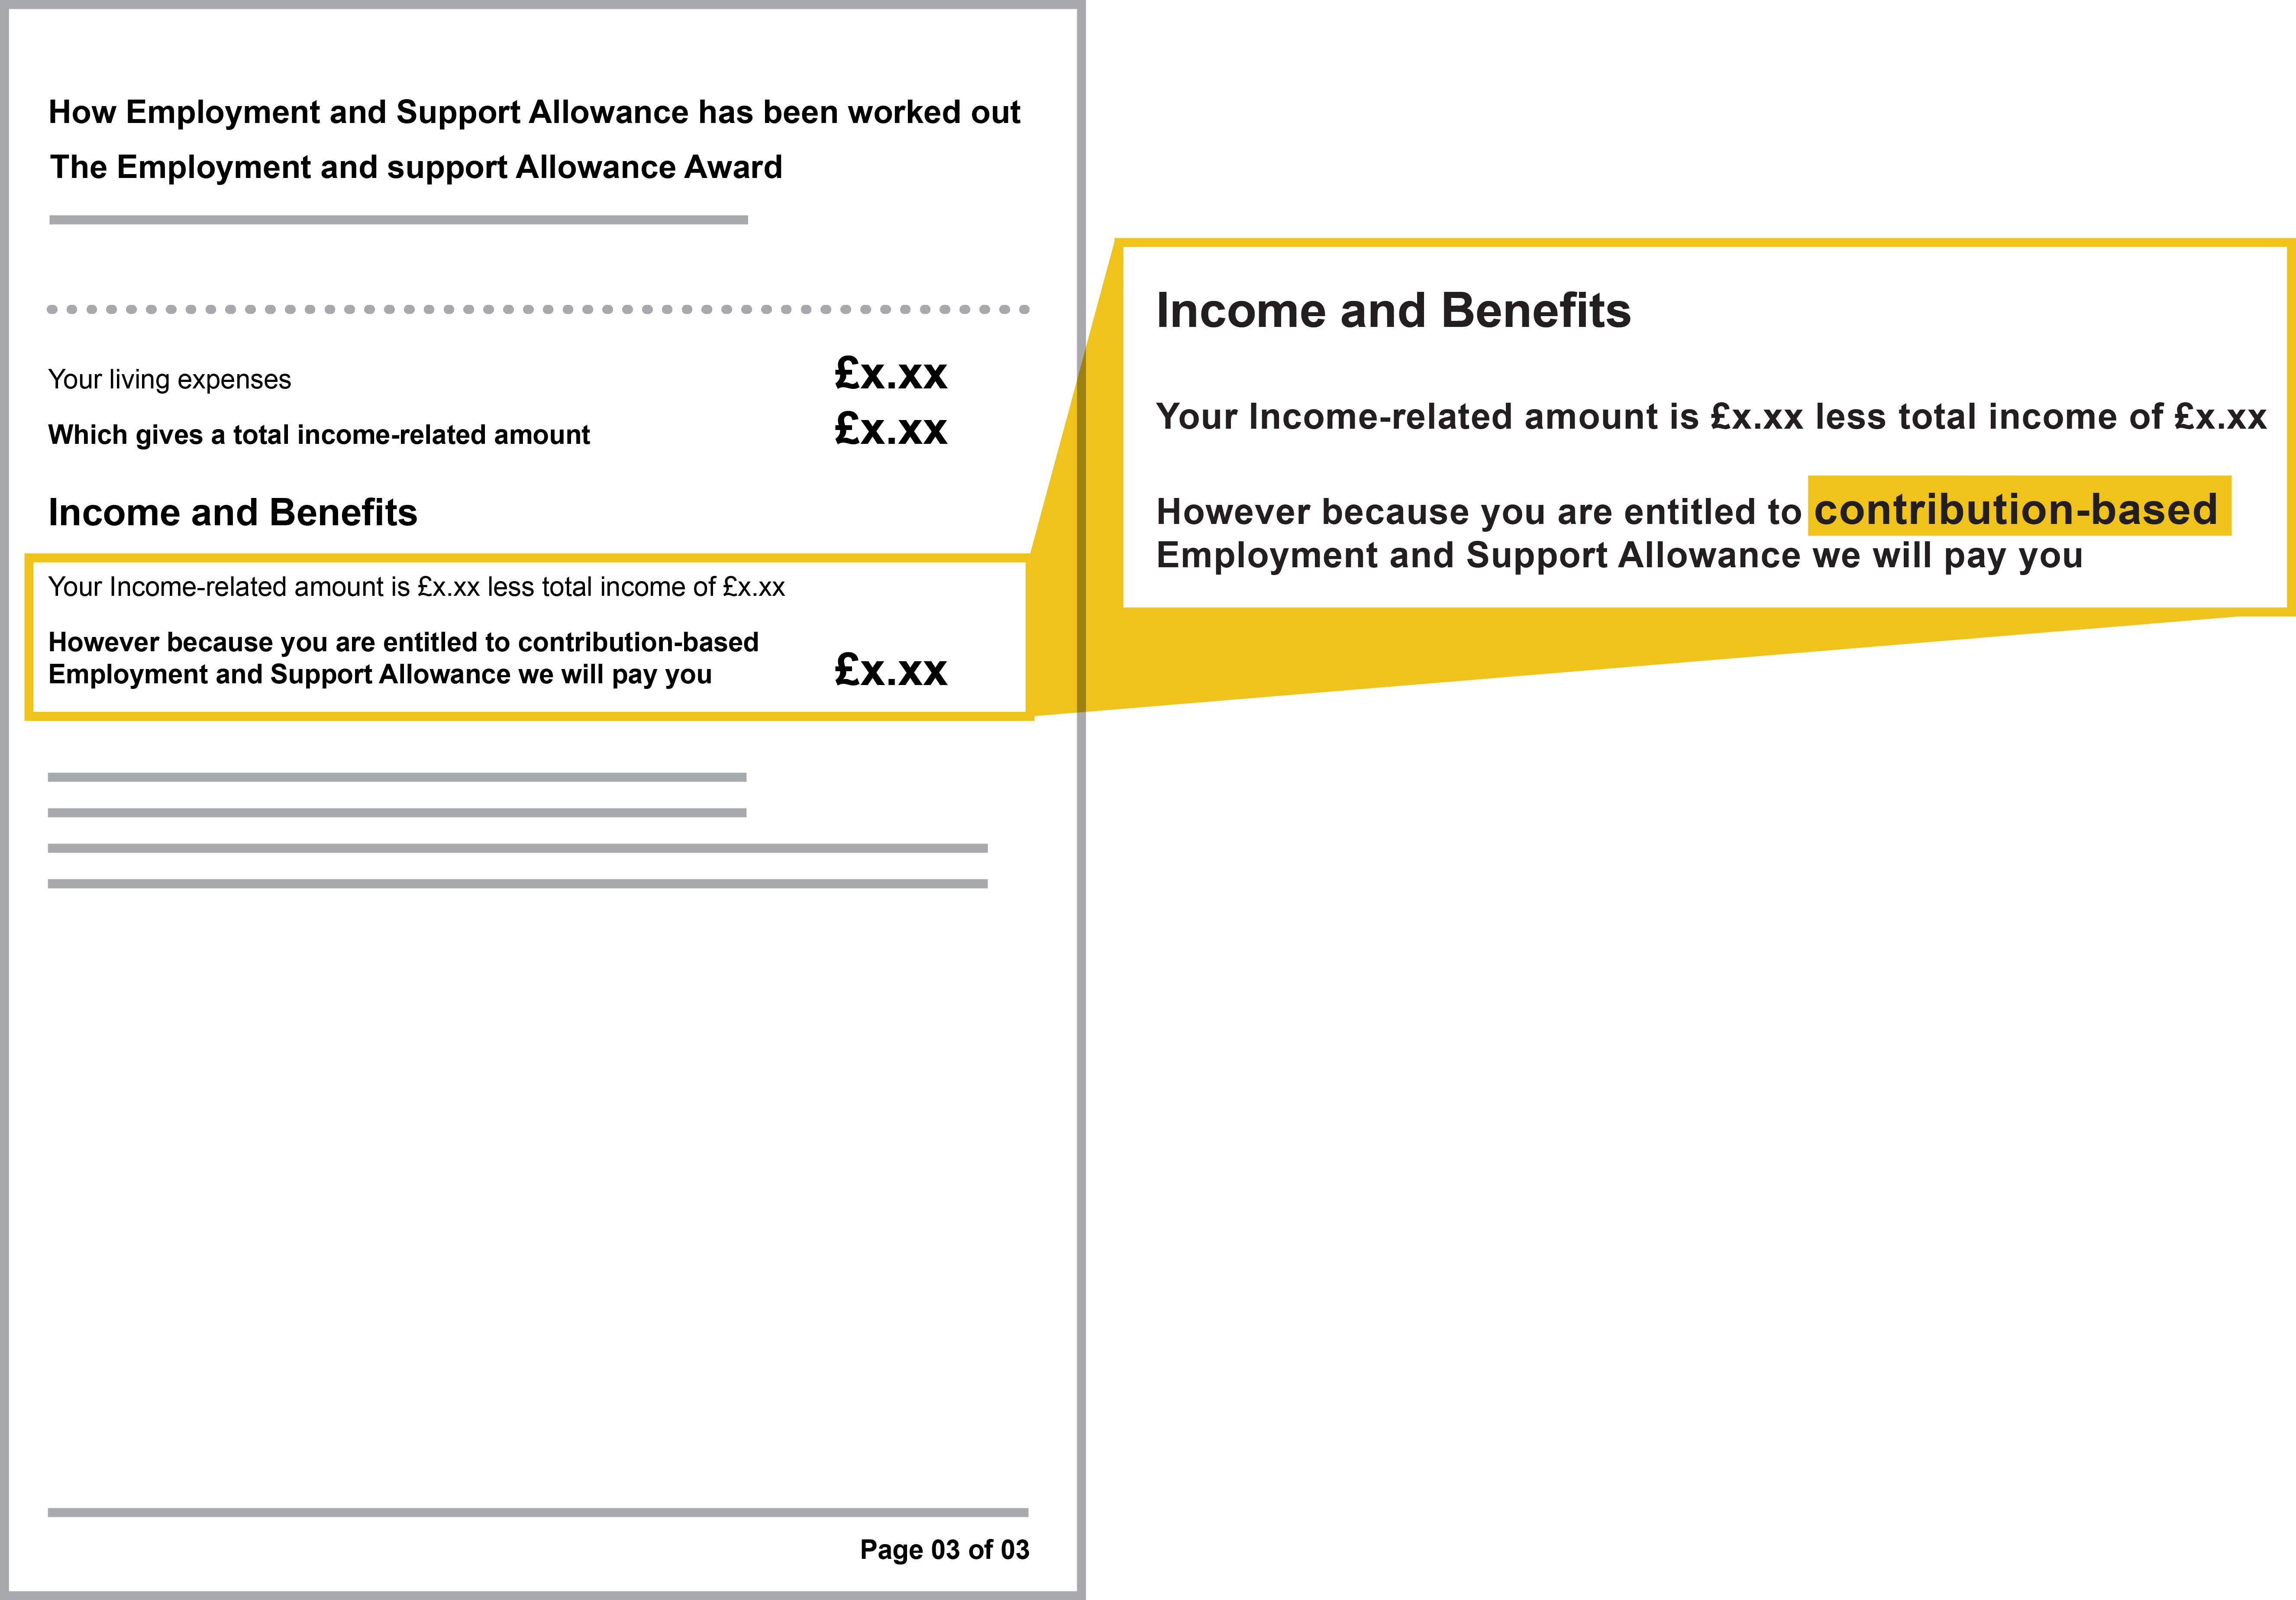 How Employment and Support Allowance has been worked out
The Employment and support Allowance Award
Your living expenses £x.xx
Which gives a total income-related amount £x.xx
Income and Benefits
Your Income-related amount is £x.xx less total income of £x.xx
However because you are entitled to contribution-based
Employment and Support Allowance we will pay you £x.xx
Page 03 of 03
Income and Benefits
Your Income-related amount is £x.xx less total income of £x.xx
However because you are entitled to contribution-based
Employment and Support Allowance we will pay you